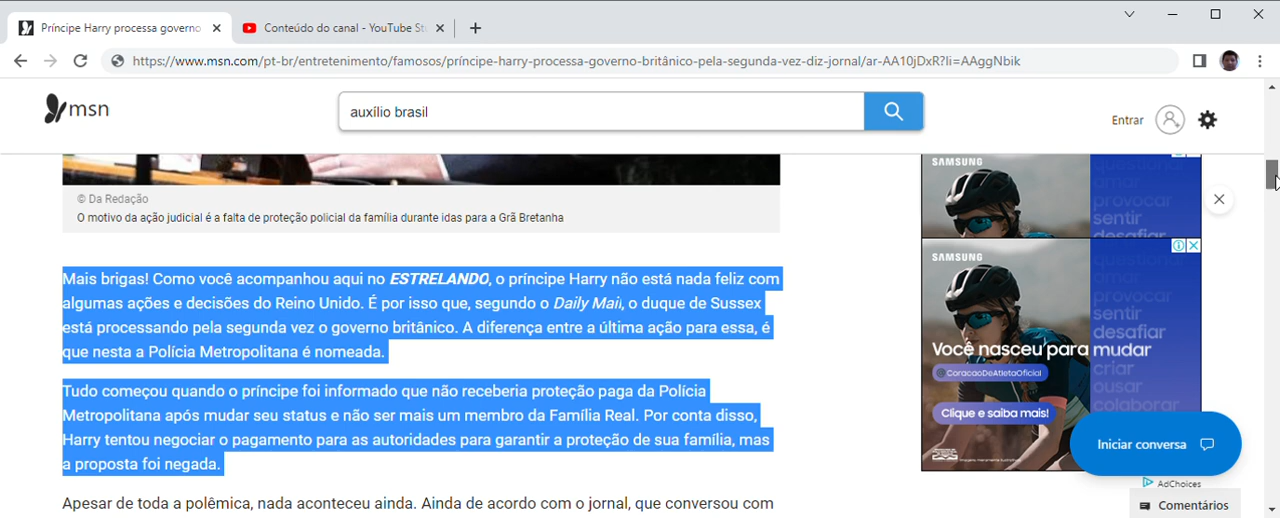 Príncipe Harry processa governo
Conteúdo do canal - YouTube St
https://www.msn.com/pt-br/entretenimento/famosos/príncipe-harry-processa-governo-britânico-pela-segunda-vez-diz-jornal/ar-AA10jDxR?li=AAggNbik
msn
auxílio brasil
Entrar
© Da Redação
O motivo da ação judicial é a falta de proteção policial da família durante idas para a Grã Bretanha
Mais brigas! Como você acompanhou aqui no ESTRELANDO, o príncipe Harry não está nada feliz com
algumas ações e decisões do Reino Unido. É por isso que, segundo o Daily Mail, o duque de Sussex
está processando pela segunda vez o governo britânico. A diferença entre a última ação para essa, é
que nesta a Polícia Metropolitana é nomeada.
Tudo começou quando o príncipe foi informado que não receberia proteção paga da Polícia
Metropolitana após mudar seu status e não ser mais um membro da Família Real. Por conta disso,
Harry tentou negociar o pagamento para as autoridades para garantir a proteção de sua família, mas
a proposta foi negada.
Apesar de toda a polêmica, nada aconteceu ainda. Ainda de acordo com o jornal, que conversou com
SAMSUNG
amar
provocar
sentir
desafiar
SAMSUNG
amar
provocar
sentir
desafiar
Você nasceu para mudar
criar
@CoracaoDeAtletaOficial
ousar
colaborar
Clique e saiba mais!
Iniciar conversa
AdChoices
Comentários